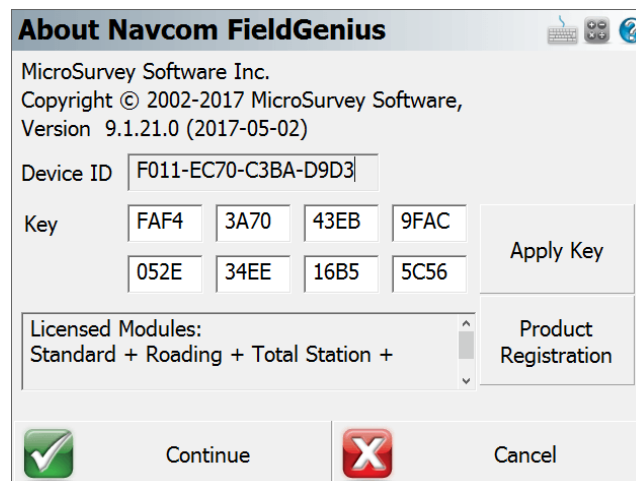 About Navcom FieldGenius
MicroSurvey Software Inc.
Copyright © 2002-2017 MicroSurvey Software,
Version 9.1.21.0 (2017-05-02)
Device ID F011-EC70-C3BA-D9D3
Key FAF4 3A70 43EB 9FAC
052E 34EE 16B5 5C56
Apply Key
Licensed Modules:
Standard + Roading + Total Station +
Product
Registration
Continue
Cancel